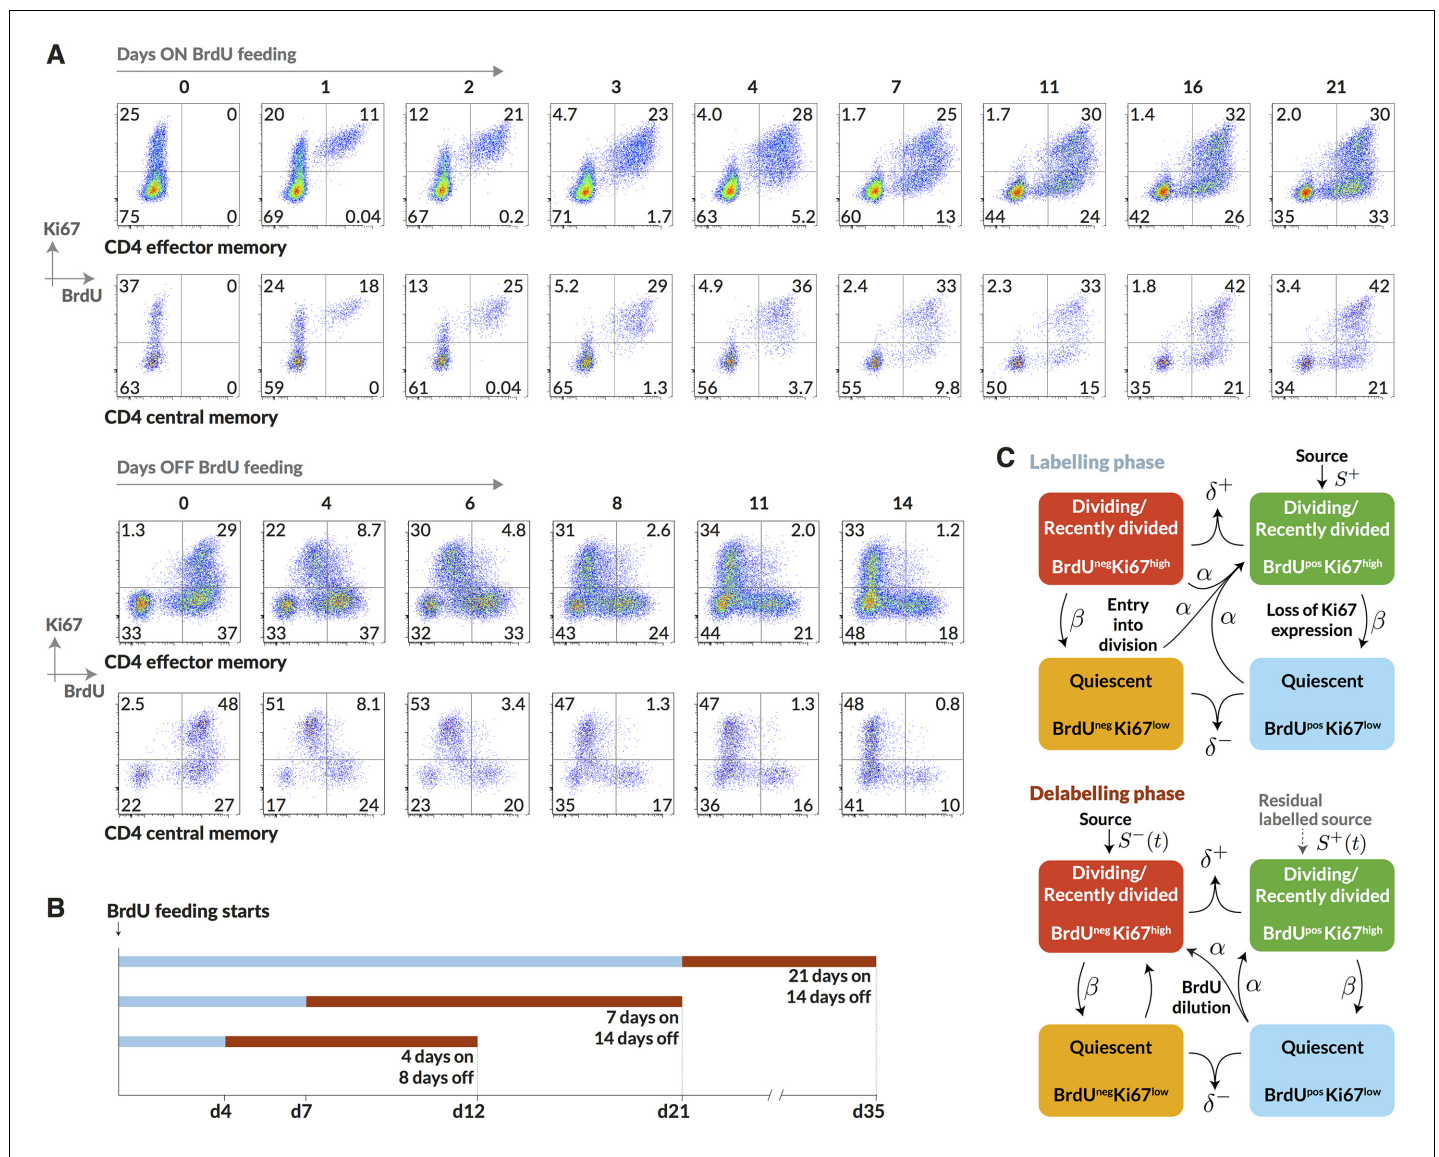 A
Days ON BrdU feeding
0 1 2 3 4 7 11 16 21
25 0 20 11 12 21 4.7 23 4.0 28 1.7 25 1.7 30 1.4 32 2.0 30
75 0 69 0.04 67 0.2 71 1.7 63 5.2 60 13 44 24 42 26 35 33
Ki67
BrdU
CD4 effector memory
37 0 24 18 13 25 5.2 29 4.9 36 2.4 33 2.3 33 1.8 42 3.4 42
63 0 59 0 61 0.04 65 1.3 56 3.7 55 9.8 50 15 35 21 34 21
CD4 central memory
Days OFF BrdU feeding
0 4 6 8 11 14
1.3 29 22 8.7 30 4.8 31 2.6 34 2.0 33 1.2
33 37 33 37 32 33 43 24 44 21 48 18
Ki67
BrdU
CD4 effector memory
2.5 48 51 8.1 53 3.4 47 1.3 47 1.3 48 0.8
22 27 17 24 23 20 35 17 36 16 41 10
CD4 central memory
B
BrdU feeding starts
21 days on
14 days off
7 days on
14 days off
4 days on
8 days off
d4 d7 d12 d21 d35
C
Labelling phase
Source
S⁺
Dividing/
Recently divided
BrdUⁿᵉᵍKi67ʰⁱᵍʰ
δ⁺
Dividing/
Recently divided
BrdUᵖᵒˢKi67ʰⁱᵍʰ
α
α
α
β
Entry
into
division
Loss of Ki67
expression
β
Quiescent
BrdUⁿᵉᵍKi67ˡᵒʷ
δ⁻
Quiescent
BrdUᵖᵒˢKi67ˡᵒʷ
Delabelling phase
Source
S⁻(t)
Residual
labelled source
S⁺(t)
Dividing/
Recently divided
BrdUⁿᵉᵍKi67ʰⁱᵍʰ
δ⁺
Dividing/
Recently divided
BrdUᵖᵒˢKi67ʰⁱᵍʰ
α
β
BrdU
dilution
α
β
Quiescent
BrdUⁿᵉᵍKi67ˡᵒʷ
δ⁻
Quiescent
BrdUᵖᵒˢKi67ˡᵒʷ